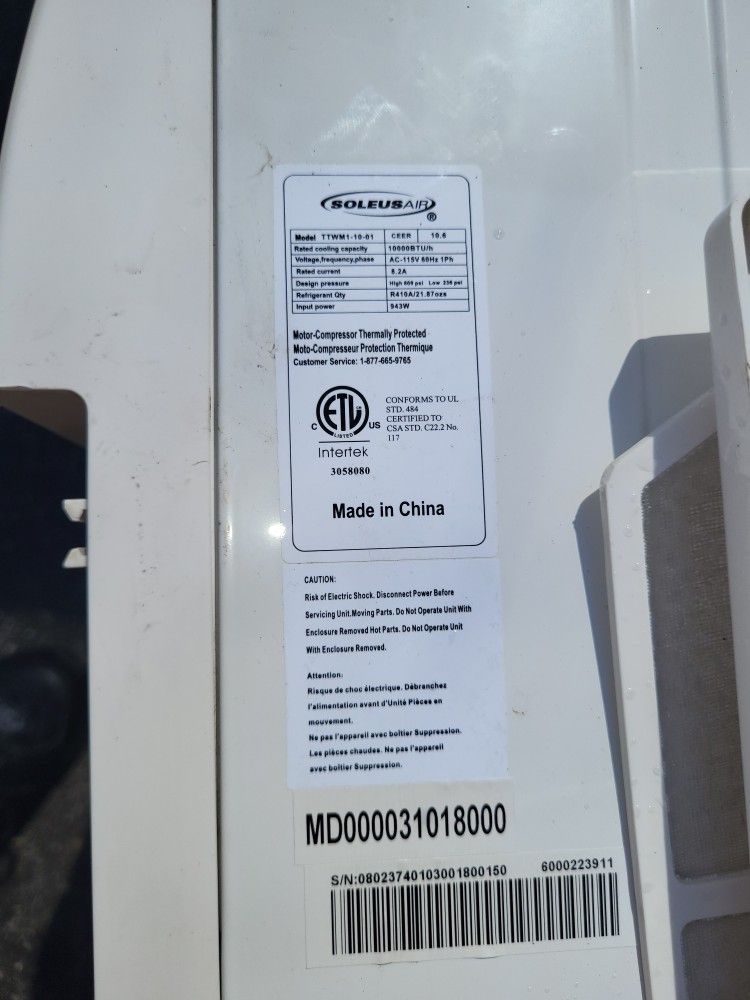 SOLEUSAIR
®
Model TTWM1-10-01 CEER 10.6
Rated cooling capacity 10000BTU/h
Voltage,frequency,phase AC-115V 60Hz 1Ph
Rated current 8.2A
Design pressure High psi Low 236 psi
Refrigerant Qty R410A/21.87ozs
Input power 943W
Motor-Compressor Thermally Protected
Moto-Compresseur Protection Thermique
Customer Service: 1-877-665-9765
C ETL US
LISTED
Intertek
3058080
CONFORMS TO UL
STD. 484
CERTIFIED TO
CSA STD. C22.2 No.
117
Made in China
CAUTION:
Risk of Electric Shock. Disconnect Power Before
Servicing Unit.Moving Parts. Do Not Operate Unit With
Enclosure Removed Hot Parts. Do Not Operate Unit
With Enclosure Removed.
Attention:
Risque de choc électrique. Débranchez
l'alimentation avant d'Unité Pièces en
mouvement.
Ne pas l'appareil avec boîtier Suppression.
Les pièces chaudes. Ne pas l'appareil
avec boîtier Suppression.
MD000031018000
S/N:08023740103001800150 6000223911